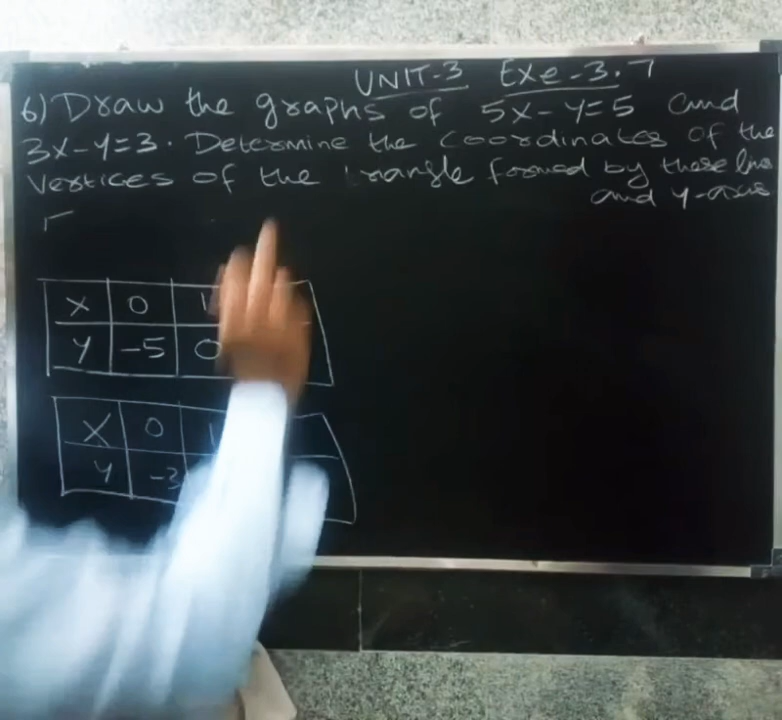 UNIT-3 Exe-3.7
6) Draw the graphs of 5x-y=5 and
3x-y=3. Determine the coordinates of the
vertices of the triangle formed by these line
and y-axis
X 0 1
y -5 0
X 0 1
y -3